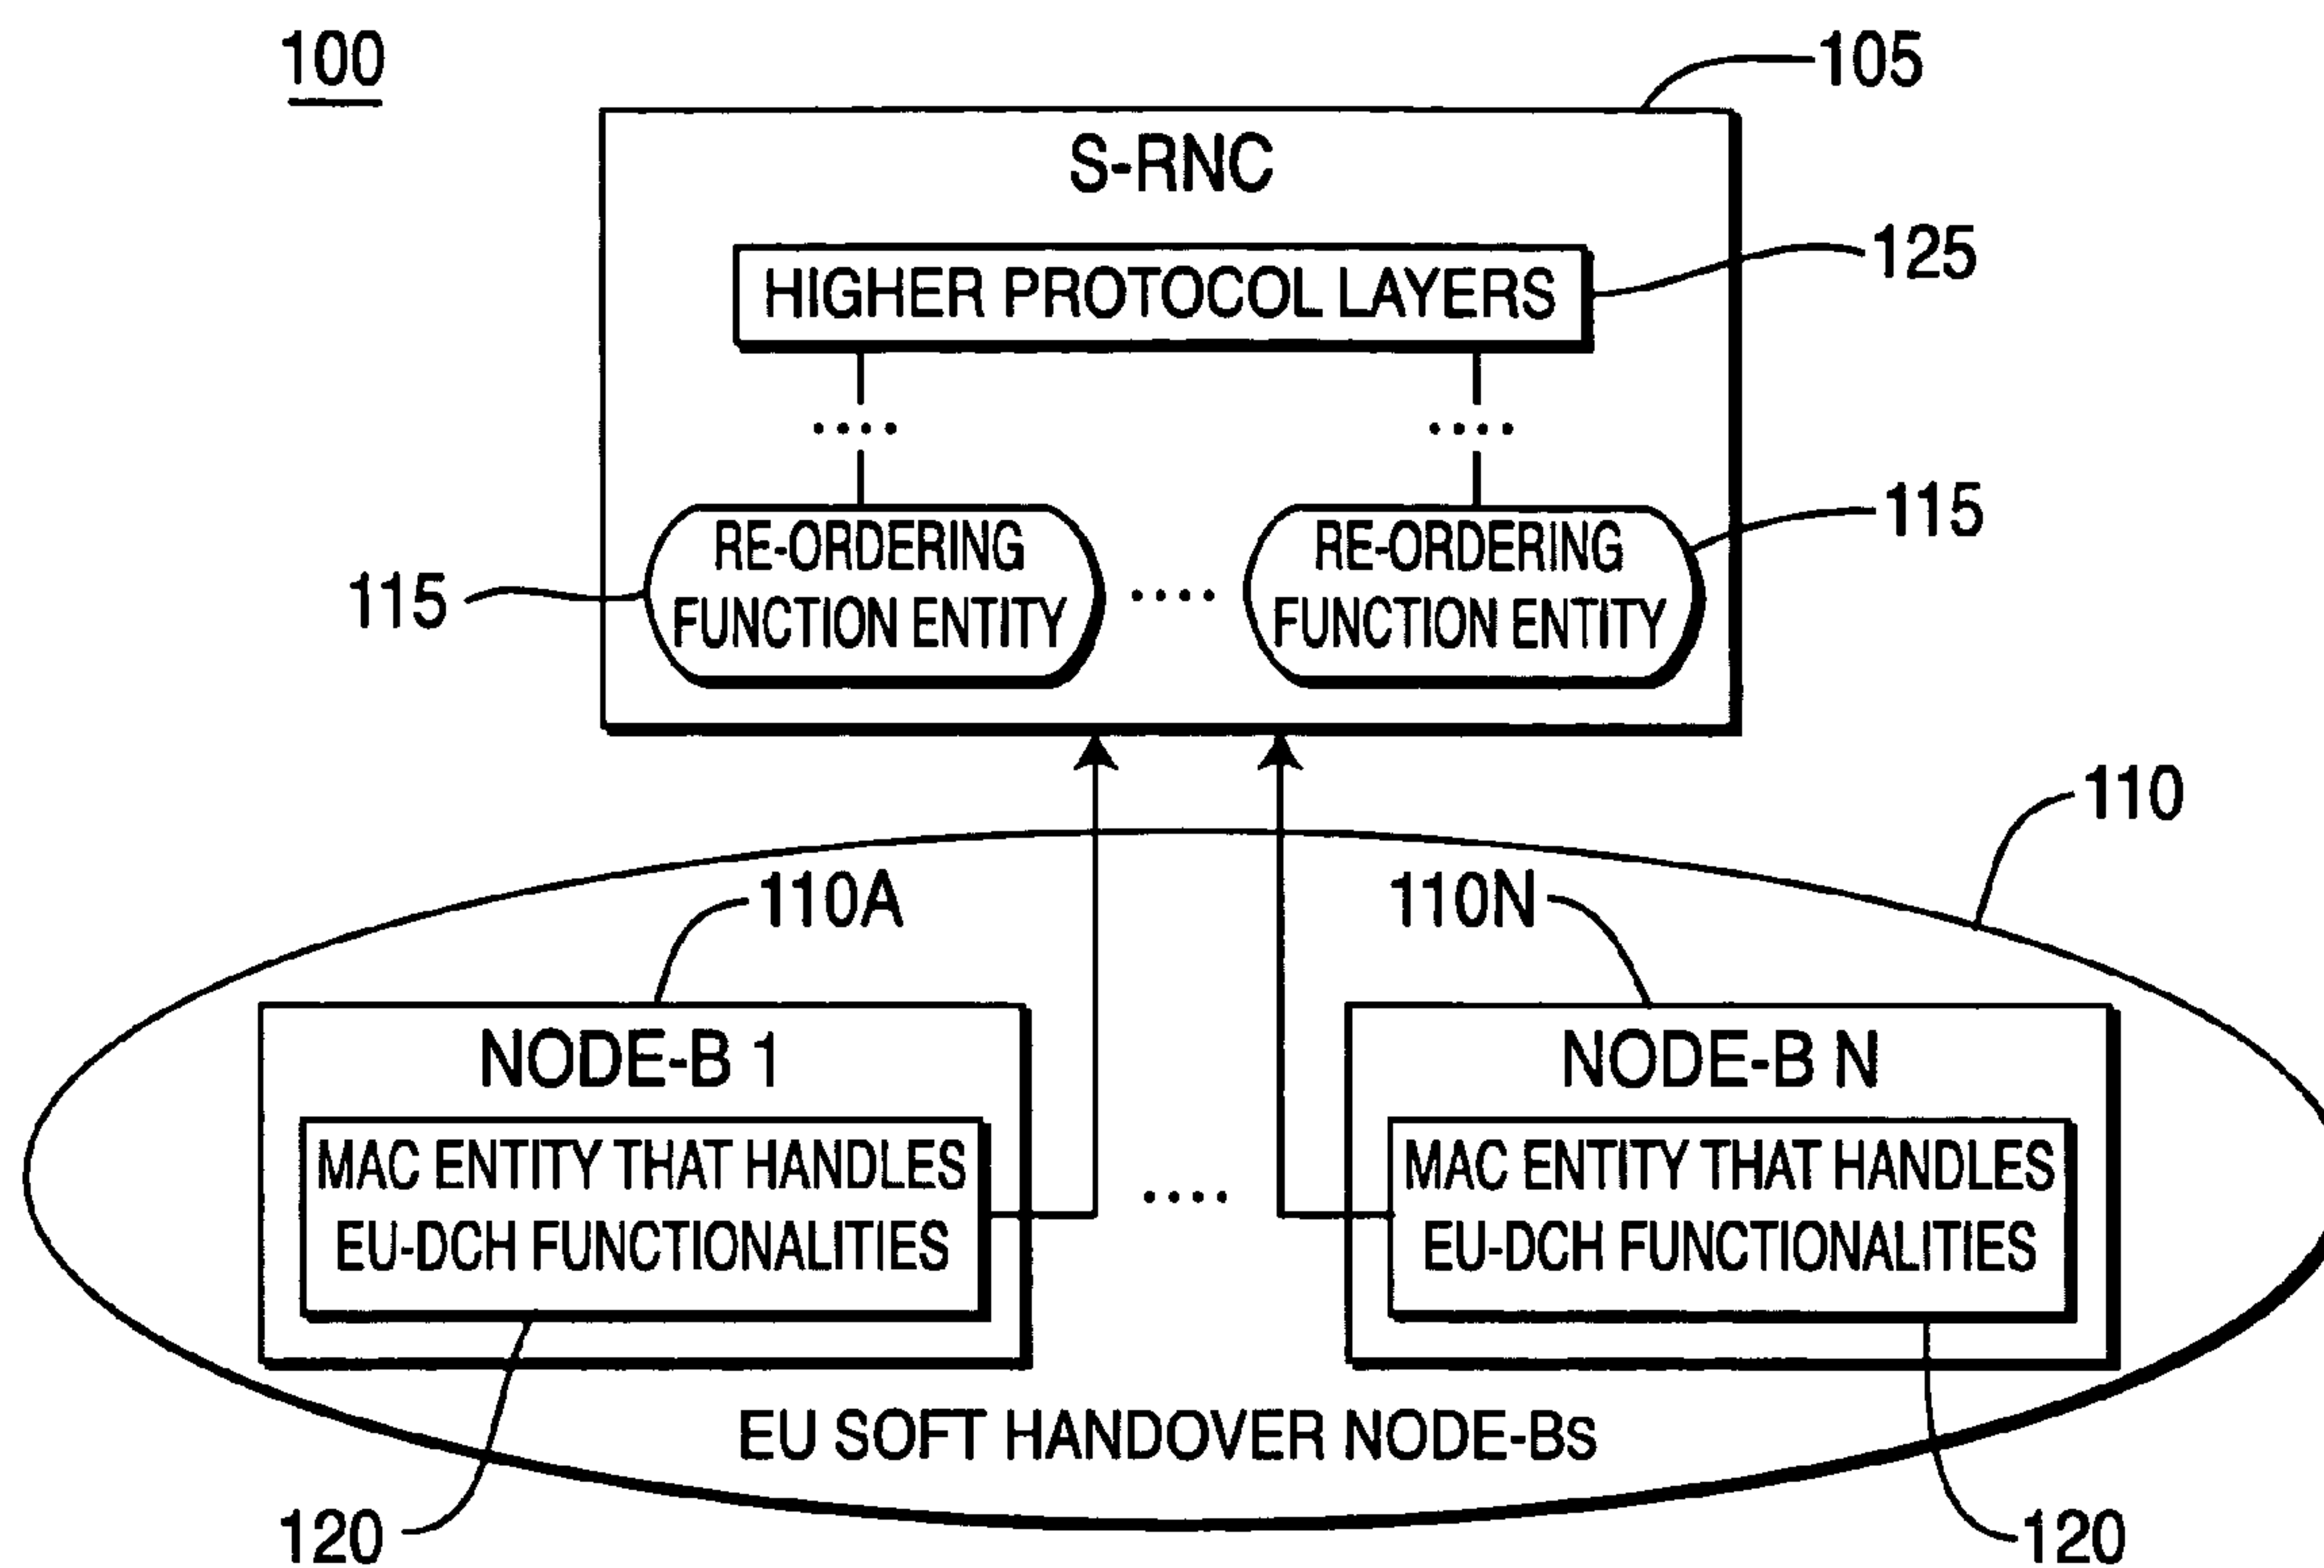 100
105
S-RNC
125
HIGHER PROTOCOL LAYERS
....
....
115
RE-ORDERING
FUNCTION ENTITY
....
RE-ORDERING
FUNCTION ENTITY
115
110
110A
110N
NODE-B 1
NODE-B N
MAC ENTITY THAT HANDLES
EU-DCH FUNCTIONALITIES
....
MAC ENTITY THAT HANDLES
EU-DCH FUNCTIONALITIES
EU SOFT HANDOVER NODE-Bs
120
120